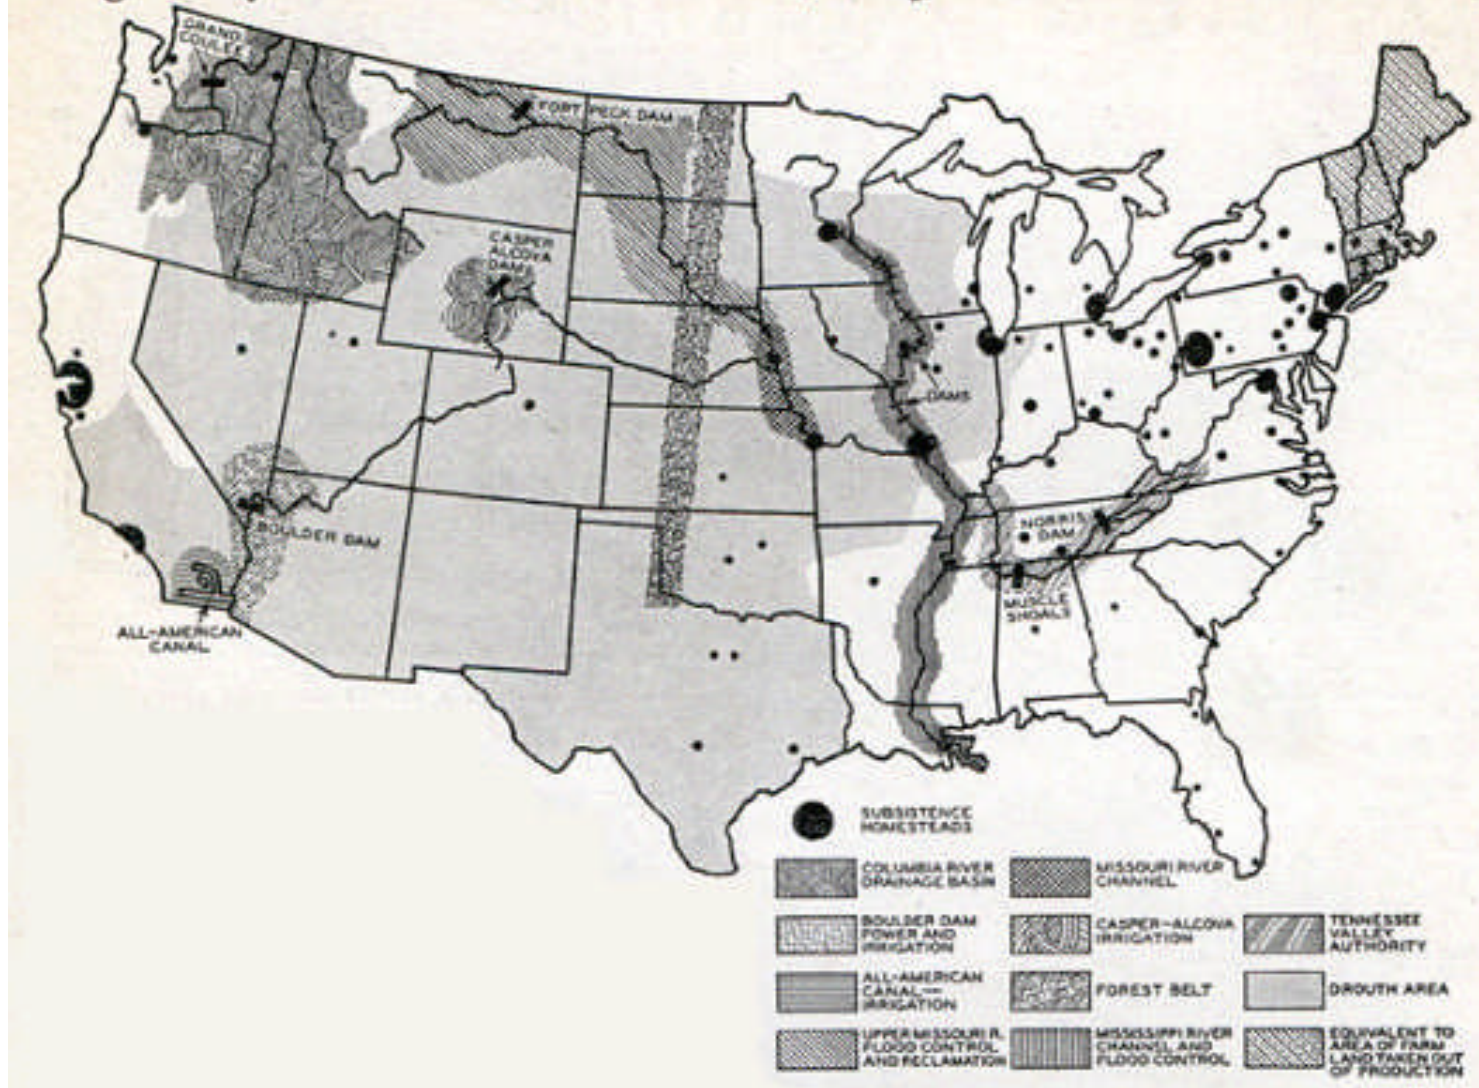 GRAND
COULEE
FORT PECK DAM
CASPER
ALCOVA
DAMS
DAMS
BOULDER DAM
NORRIS
DAM
MUSCLE
SHOALS
ALL-AMERICAN
CANAL
SUBSISTENCE
HOMESTEADS
COLUMBIA RIVER
DRAINAGE BASIN
MISSOURI RIVER
CHANNEL
BOULDER DAM
POWER AND
IRRIGATION
CASPER-ALCOVA
IRRIGATION
TENNESSEE
VALLEY
AUTHORITY
ALL-AMERICAN
CANAL—
IRRIGATION
FOREST BELT
DROUTH AREA
UPPER MISSOURI R.
FLOOD CONTROL
AND RECLAMATION
MISSISSIPPI RIVER
CHANNEL AND
FLOOD CONTROL
EQUIVALENT TO
AREA OF FARM
LAND TAKEN OUT
OF PRODUCTION